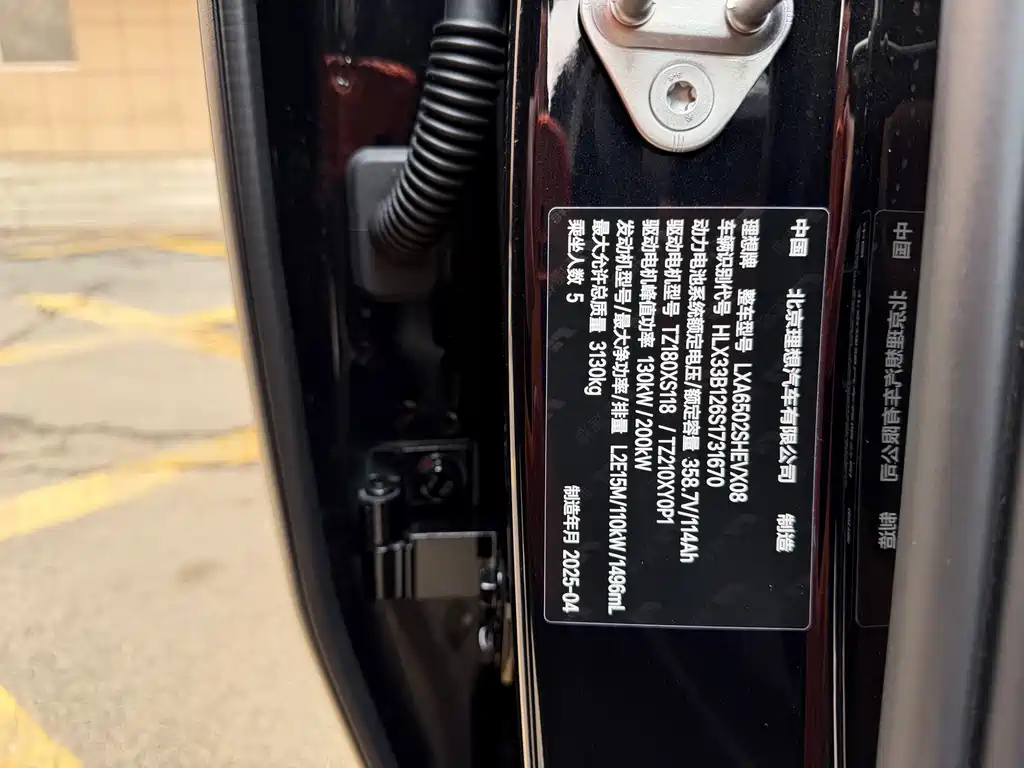 中国 北京理想汽车有限公司 制造
理想牌 整车型号 LXA6502SHEVX08
车辆识别代号 HLX33B126S1731670
动力电池系统额定电压/额定容量 358.7V/114Ah
驱动电机型号 TZ180XS118 / TZ210XY0P1
驱动电机峰值功率 130kW/200kW
发动机型号/最大净功率/排量 L2E15M/110kW/1496mL
最大允许总质量 3130kg
乘坐人数 5 制造年月 2025-04